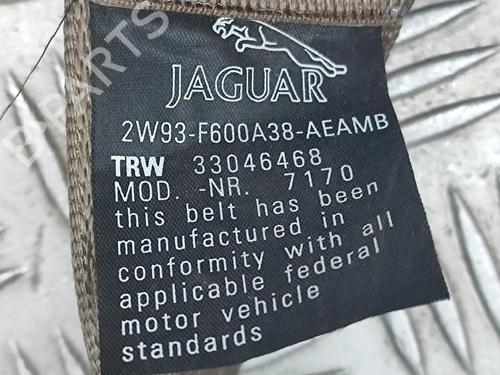 JAGUAR
2W93-F600A38-AEAMB
TRW 33046468
MOD. -NR. 7170
this belt has been
manufactured in
conformity with all
applicable federal
motor vehicle
standards